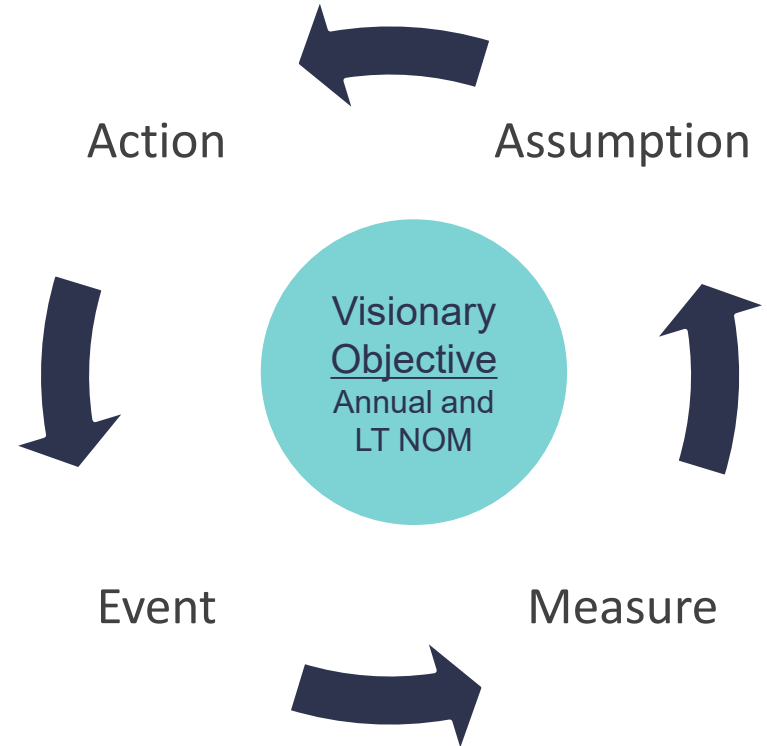 Action
Assumption
Visionary
Objective
Annual and
LT NOM
Event
Measure